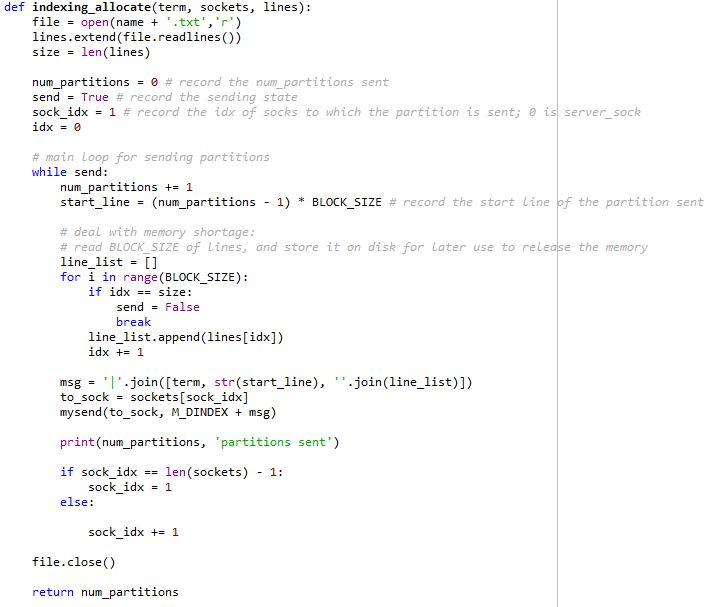 def indexing_allocate(term, sockets, lines):
    file = open(name + '.txt','r')
    lines.extend(file.readlines())
    size = len(lines)

    num_partitions = 0 # record the num_partitions sent
    send = True # record the sending state
    sock_idx = 1 # record the idx of socks to which the partition is sent; 0 is server_sock
    idx = 0

    # main loop for sending partitions
    while send:
        num_partitions += 1
        start_line = (num_partitions - 1) * BLOCK_SIZE # record the start line of the partition sent

        # deal with memory shortage:
        # read BLOCK_SIZE of lines, and store it on disk for later use to release the memory
        line_list = []
        for i in range(BLOCK_SIZE):
            if idx == size:
                send = False
                break
            line_list.append(lines[idx])
            idx += 1

        msg = '|'.join([term, str(start_line), ''.join(line_list)])
        to_sock = sockets[sock_idx]
        mysend(to_sock, M_DINDEX + msg)

        print(num_partitions, 'partitions sent')

        if sock_idx == len(sockets) - 1:
            sock_idx = 1
        else:

            sock_idx += 1

    file.close()

    return num_partitions